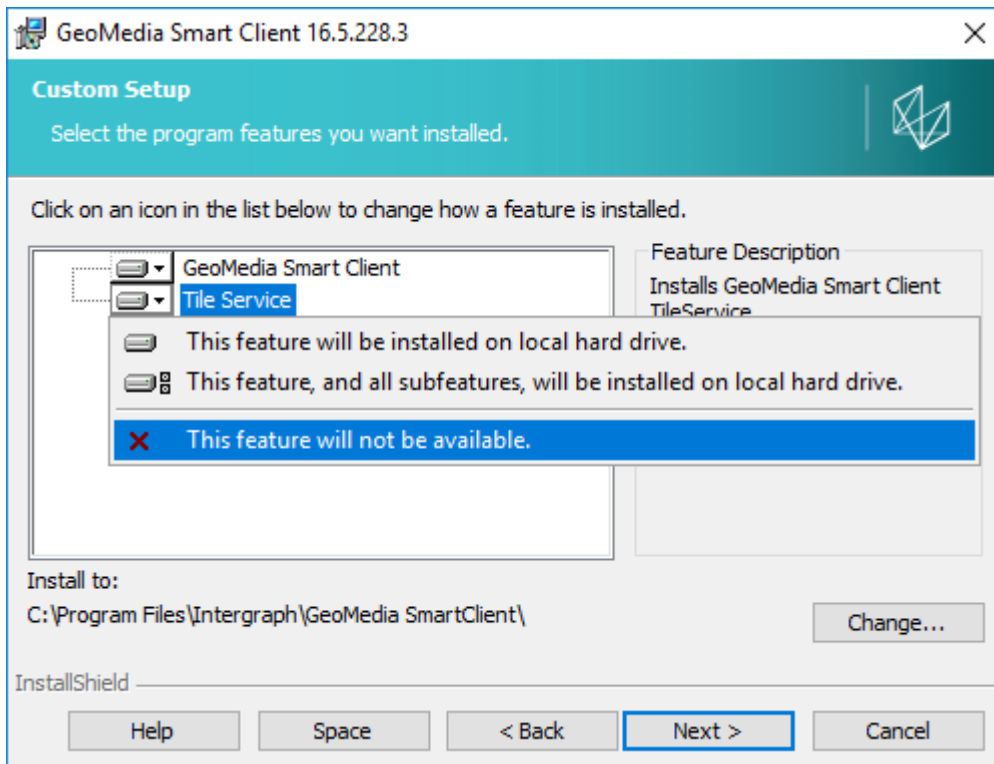 GeoMedia Smart Client 16.5.228.3
Custom Setup
Select the program features you want installed.
Click on an icon in the list below to change how a feature is installed.
GeoMedia Smart Client
Tile Service
Feature Description
Installs GeoMedia Smart Client
TileService
This feature will be installed on local hard drive.
This feature, and all subfeatures, will be installed on local hard drive.
This feature will not be available.
Install to:
C:\Program Files\Intergraph\GeoMedia SmartClient\
Change...
InstallShield
Help
Space
< Back
Next >
Cancel